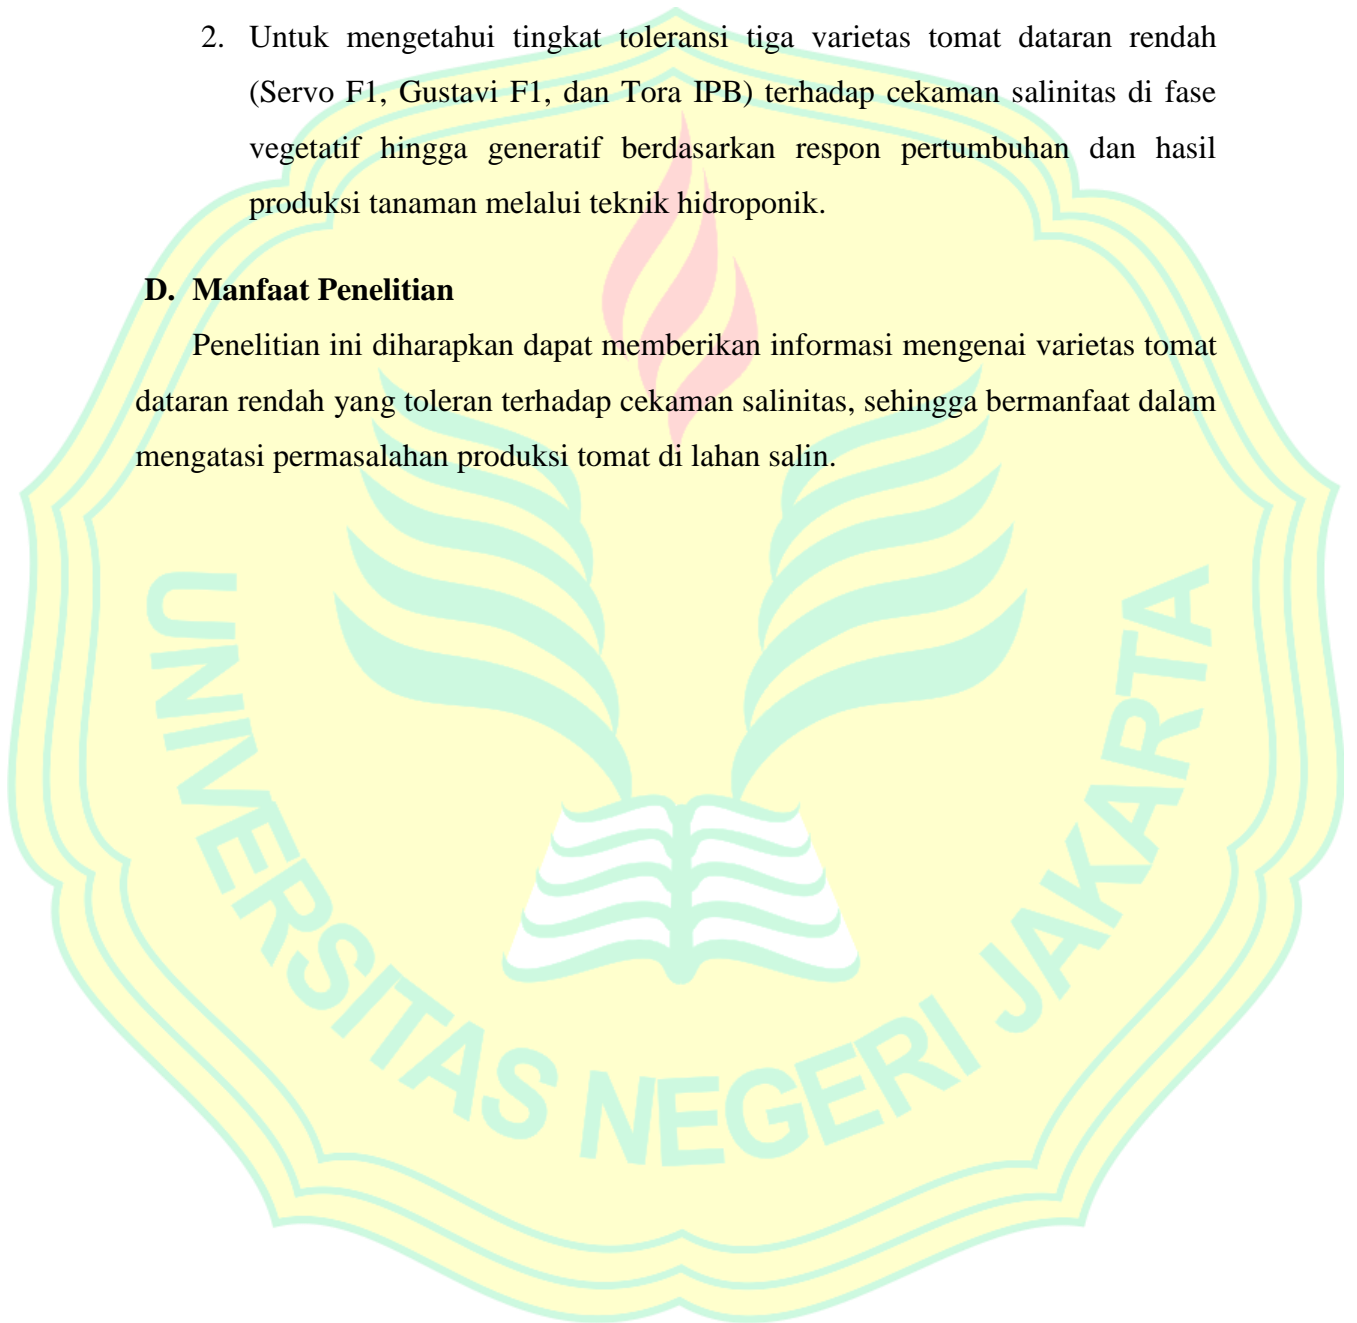 2. Untuk mengetahui tingkat toleransi tiga varietas tomat dataran rendah
(Servo F1, Gustavi F1, dan Tora IPB) terhadap cekaman salinitas di fase
vegetatif hingga generatif berdasarkan respon pertumbuhan dan hasil
produksi tanaman melalui teknik hidroponik.
D. Manfaat Penelitian
Penelitian ini diharapkan dapat memberikan informasi mengenai varietas tomat
dataran rendah yang toleran terhadap cekaman salinitas, sehingga bermanfaat dalam
mengatasi permasalahan produksi tomat di lahan salin.
UNIVERSITAS NEGERI JAKARTA